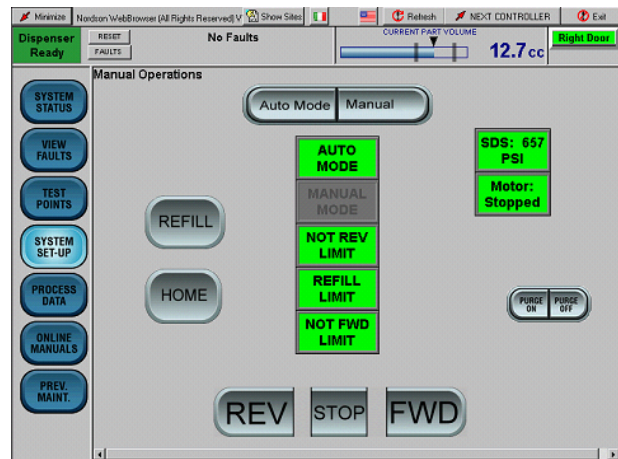 Minimize
Nordson WebBrowser (All Rights Reserved) V
Show Sites
Refresh
NEXT CONTROLLER
Exit
Dispenser
Ready
RESET
FAULTS
No Faults
CURRENT PART VOLUME
12.7 cc
Right Door
Manual Operations
SYSTEM
STATUS
VIEW
FAULTS
TEST
POINTS
SYSTEM
SET-UP
PROCESS
DATA
ONLINE
MANUALS
PREV.
MAINT.
Auto Mode
Manual
AUTO
MODE
MANUAL
MODE
NOT REV
LIMIT
REFILL
LIMIT
NOT FWD
LIMIT
SDS: 657
PSI
Motor:
Stopped
REFILL
HOME
PURGE
ON
PURGE
OFF
REV
STOP
FWD